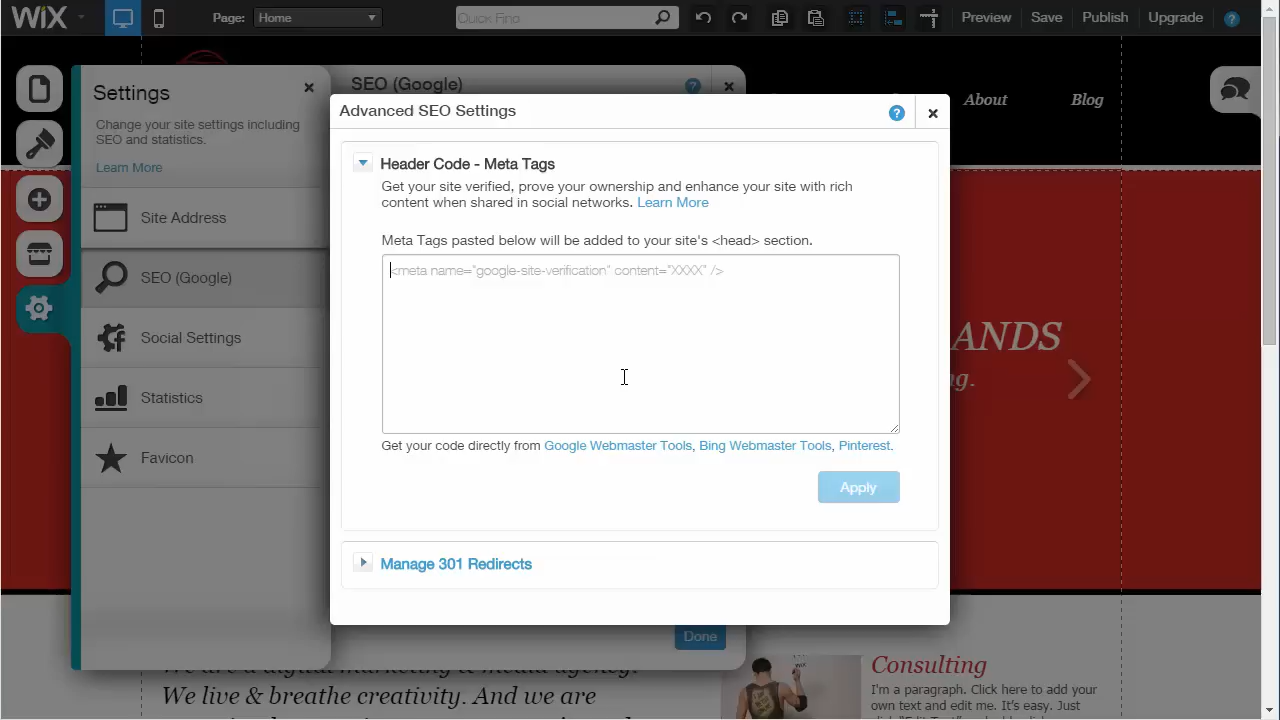 WiX
Page: Home
Quick Find
Preview
Save
Publish
Upgrade
?
Settings
Change your site settings including
SEO and statistics.
Learn More
Site Address
SEO (Google)
Social Settings
Statistics
Favicon
SEO (Google)
?
Advanced SEO Settings
?
Header Code - Meta Tags
Get your site verified, prove your ownership and enhance your site with rich
content when shared in social networks. Learn More
Meta Tags pasted below will be added to your site's <head> section.
<meta name="google-site-verification" content="XXXX" />
Get your code directly from Google Webmaster Tools, Bing Webmaster Tools, Pinterest.
Apply
Manage 301 Redirects
Done
About
Blog
ANDS
We are a digital marketing & media agency.
We live & breathe creativity. And we are
Consulting
I'm a paragraph. Click here to add your
own text and edit me. It's easy. Just